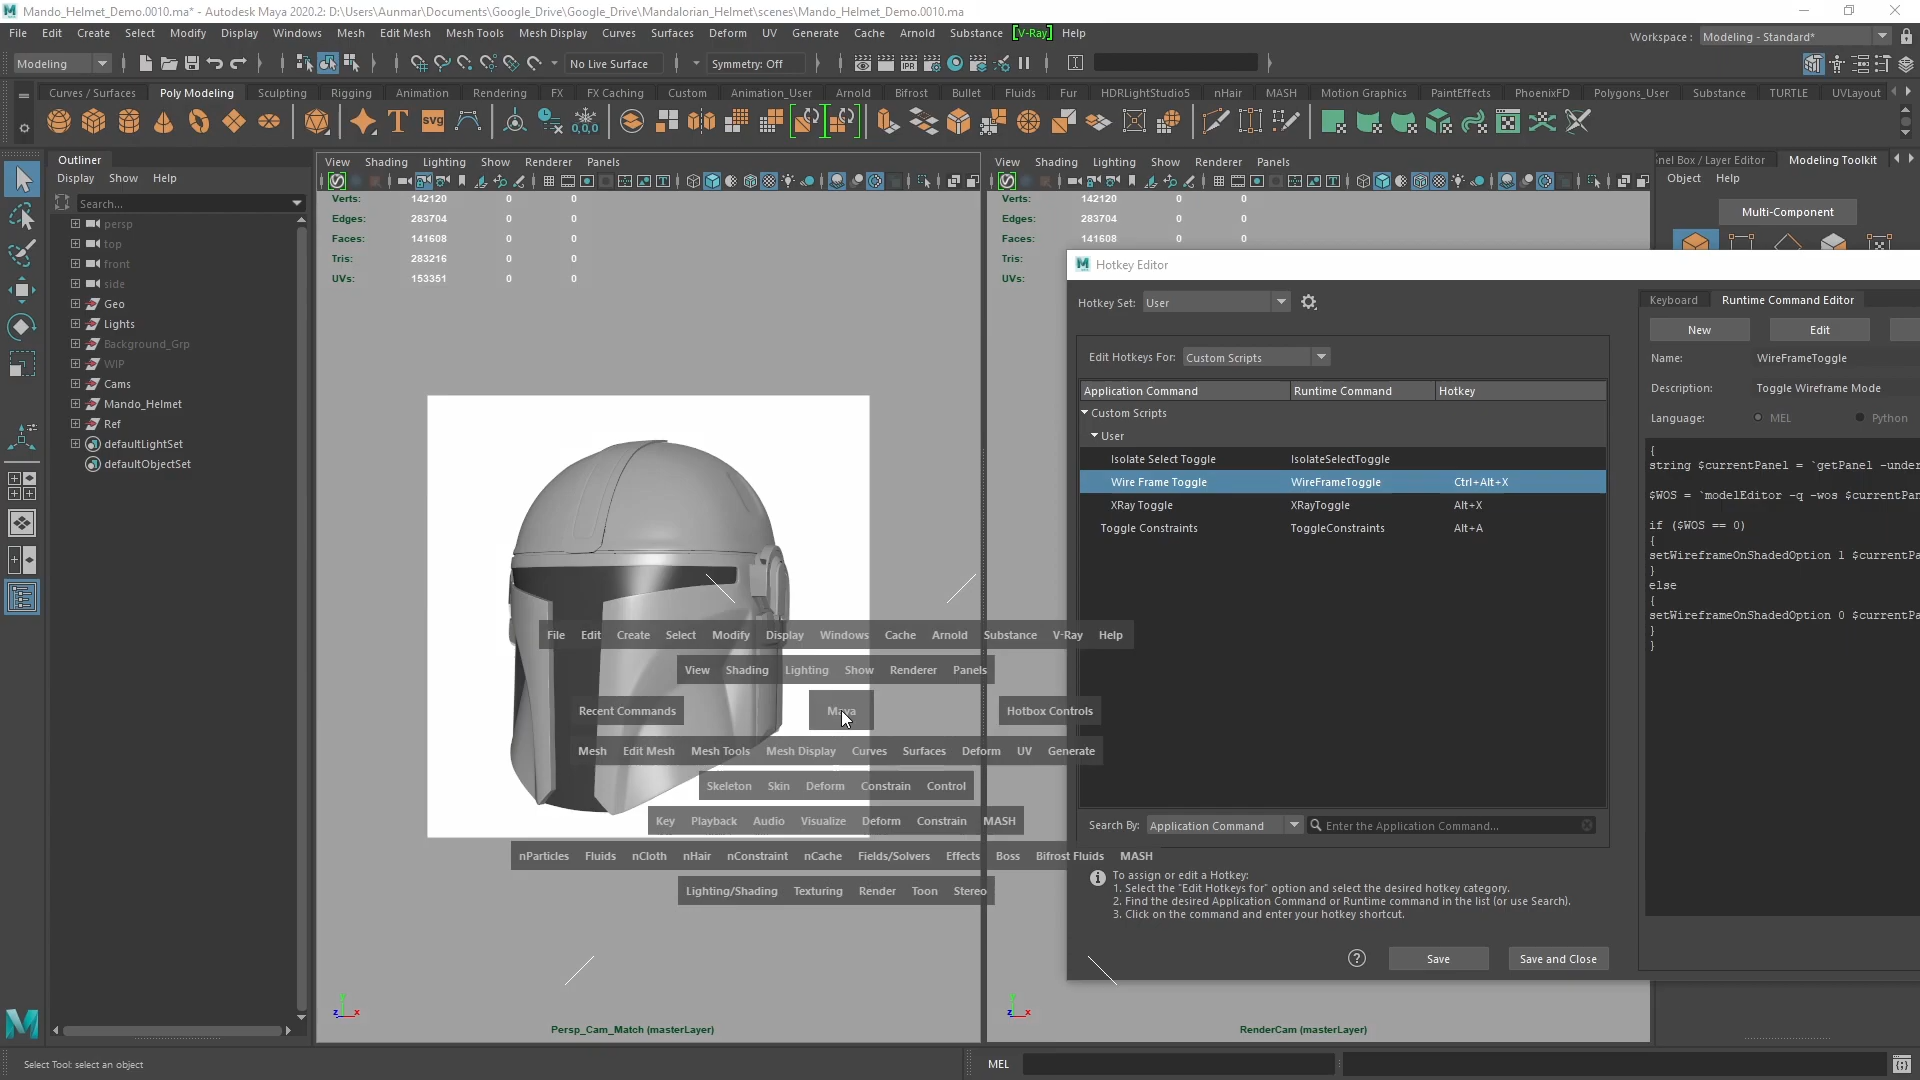 Mando_Helmet_Demo.0010.ma* - Autodesk Maya 2020.2: D:\Users\Aunmar\Documents\Google_Drive\Google_Drive\Mandalorian_Helmet\scenes\Mando_Helmet_Demo.0010.ma
File Edit Create Select Modify Display Windows Mesh Edit Mesh Mesh Tools Mesh Display Curves Surfaces Deform UV Generate Cache Arnold Substance [V-Ray] Help
Workspace : Modeling - Standard*
Modeling No Live Surface Symmetry: Off
Curves / Surfaces Poly Modeling Sculpting Rigging Animation Rendering FX FX Caching Custom Animation_User Arnold Bifrost Bullet Fluids Fur HDRLightStudio5 nHair MASH Motion Graphics PaintEffects PhoenixFD Polygons_User Substance TURTLE UVLayout
SVG 0,0,0
IPR
Outliner
Display Show Help
Search...
persp
top
front
side
Geo
Lights
Background_Grp
WIP
Cams
Mando_Helmet
Ref
defaultLightSet
defaultObjectSet
View Shading Lighting Show Renderer Panels
Verts: 142120 0 0
Edges: 283704 0 0
Faces: 141608 0 0
Tris: 283216 0 0
UVs: 153351 0 0
View Shading Lighting Show Renderer Panels
Verts: 142120 0 0
Edges: 283704 0 0
Faces: 141608 0 0
Tris:
UVs:
nel Box / Layer Editor Modeling Toolkit
Object Help
Multi-Component
File Edit Create Select Modify Display Windows Cache Arnold Substance V-Ray Help
View Shading Lighting Show Renderer Panels
Recent Commands Maya Hotbox Controls
Mesh Edit Mesh Mesh Tools Mesh Display Curves Surfaces Deform UV Generate
Skeleton Skin Deform Constrain Control
Key Playback Audio Visualize Deform Constrain MASH
nParticles Fluids nCloth nHair nConstraint nCache Fields/Solvers Effects Boss Bifrost Fluids MASH
Lighting/Shading Texturing Render Toon Stereo
z y x
Persp_Cam_Match (masterLayer)
z y x
RenderCam (masterLayer)
Hotkey Editor
Hotkey Set: User
Edit Hotkeys For: Custom Scripts
Application Command Runtime Command Hotkey
Custom Scripts
User
Isolate Select Toggle IsolateSelectToggle
Wire Frame Toggle WireFrameToggle Ctrl+Alt+X
XRay Toggle XRayToggle Alt+X
Toggle Constraints ToggleConstraints Alt+A
Search By: Application Command Enter the Application Command...
To assign or edit a Hotkey:
1. Select the "Edit Hotkeys for" option and select the desired hotkey category.
2. Find the desired Application Command or Runtime command in the list (or use Search).
3. Click on the command and enter your hotkey shortcut.
? Save Save and Close
Keyboard Runtime Command Editor
New Edit
Name: WireFrameToggle
Description: Toggle Wireframe Mode
Language: MEL Python
{
string $currentPanel = `getPanel -under
$WOS = `modelEditor -q -wos $currentPan
if ($WOS == 0)
{
setWireframeOnShadedOption 1 $currentPa
}
else
{
setWireframeOnShadedOption 0 $currentPa
}
}
Select Tool: select an object
MEL